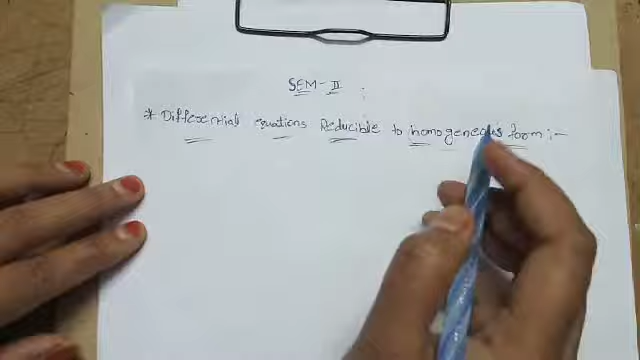 SEM - II
* Differential equations Reducible to homogeneous form :-